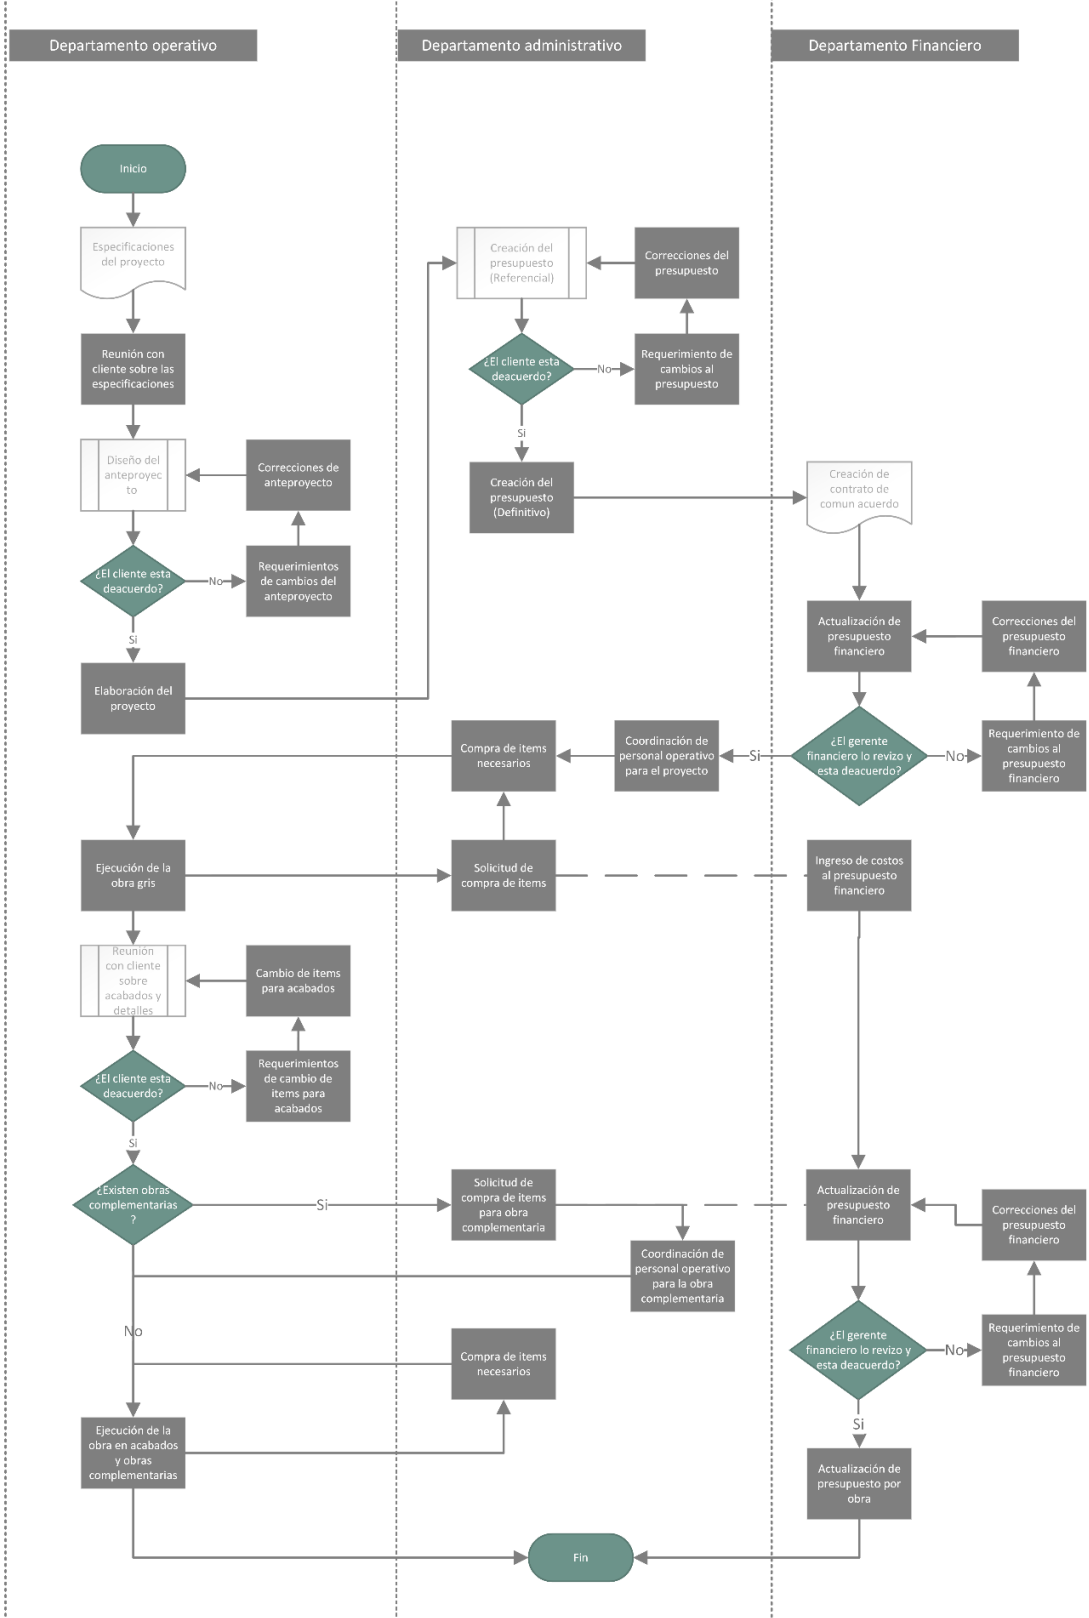 Departamento operativo
Departamento administrativo
Departamento Financiero
Inicio
Especificaciones
del proyecto
Reunión con
cliente sobre las
especificaciones
Diseño del
anteproyec
to
Correcciones de
anteproyecto
¿El cliente esta
deacuerdo?
No
Requerimientos
de cambios del
anteproyecto
Si
Elaboración del
proyecto
Creación del
presupuesto
(Referencial)
Correcciones del
presupuesto
¿El cliente esta
deacuerdo?
No
Requerimiento de
cambios al
presupuesto
Si
Creación del
presupuesto
(Definitivo)
Creación de
contrato de
comun acuerdo
Actualización de
presupuesto
financiero
Correcciones del
presupuesto
financiero
¿El gerente
financiero lo revizo y
esta deacuerdo?
No
Requerimiento de
cambios al
presupuesto
financiero
Si
Coordinación de
personal operativo
para el proyecto
Compra de items
necesarios
Ejecución de la
obra gris
Solicitud de
compra de items
Ingreso de costos
al presupuesto
financiero
Reunión
con cliente
sobre
acabados y
detalles
Cambio de items
para acabados
¿El cliente esta
deacuerdo?
No
Requerimientos
de cambio de
items para
acabados
Si
¿Existen obras
complementarias
?
Si
Solicitud de
compra de items
para obra
complementaria
Actualización de
presupuesto
financiero
Correcciones del
presupuesto
financiero
Coordinación de
personal operativo
para la obra
complementaria
No
Compra de items
necesarios
¿El gerente
financiero lo revizo y
esta deacuerdo?
No
Requerimiento de
cambios al
presupuesto
financiero
Si
Ejecución de la
obra en acabados
y obras
complementarias
Actualización de
presupuesto por
obra
Fin